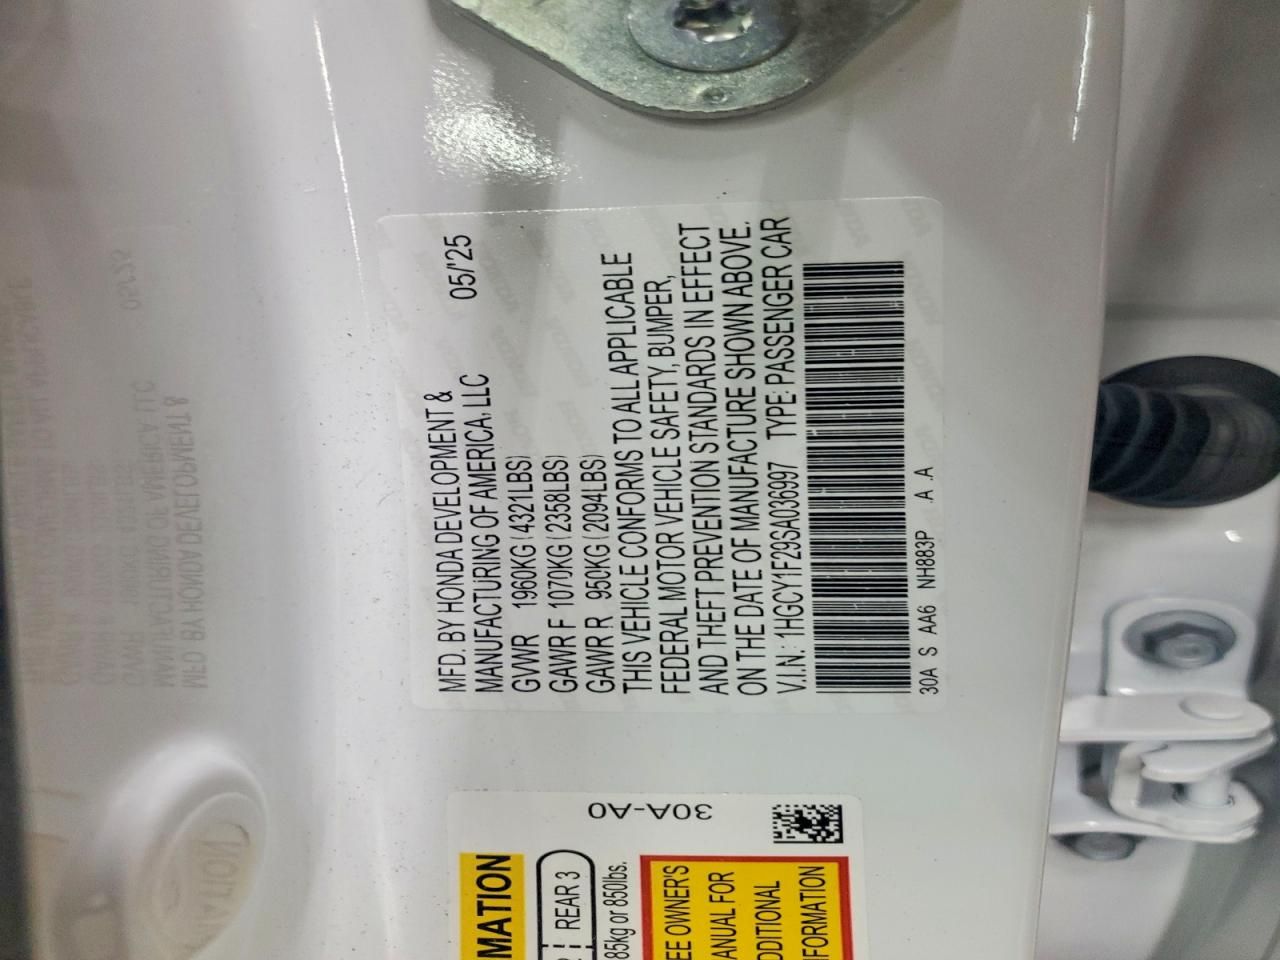 MFD. BY HONDA DEVELOPMENT &
MANUFACTURING OF AMERICA, LLC 05/'25
GVWR 1960KG (4321LBS)
GAWR F 1070KG (2358LBS)
GAWR R 950KG (2094LBS)
THIS VEHICLE CONFORMS TO ALL APPLICABLE
FEDERAL MOTOR VEHICLE SAFETY, BUMPER,
AND THEFT PREVENTION STANDARDS IN EFFECT
ON THE DATE OF MANUFACTURE SHOWN ABOVE.
V.I.N.: 1HGCY1F29SA036997 TYPE: PASSENGER CAR
30A S AA6 NH883P A A
30A-A0
MATION
REAR 3
85kg or 850lbs.
EE OWNER'S
ANUAL FOR
DDITIONAL
FORMATION